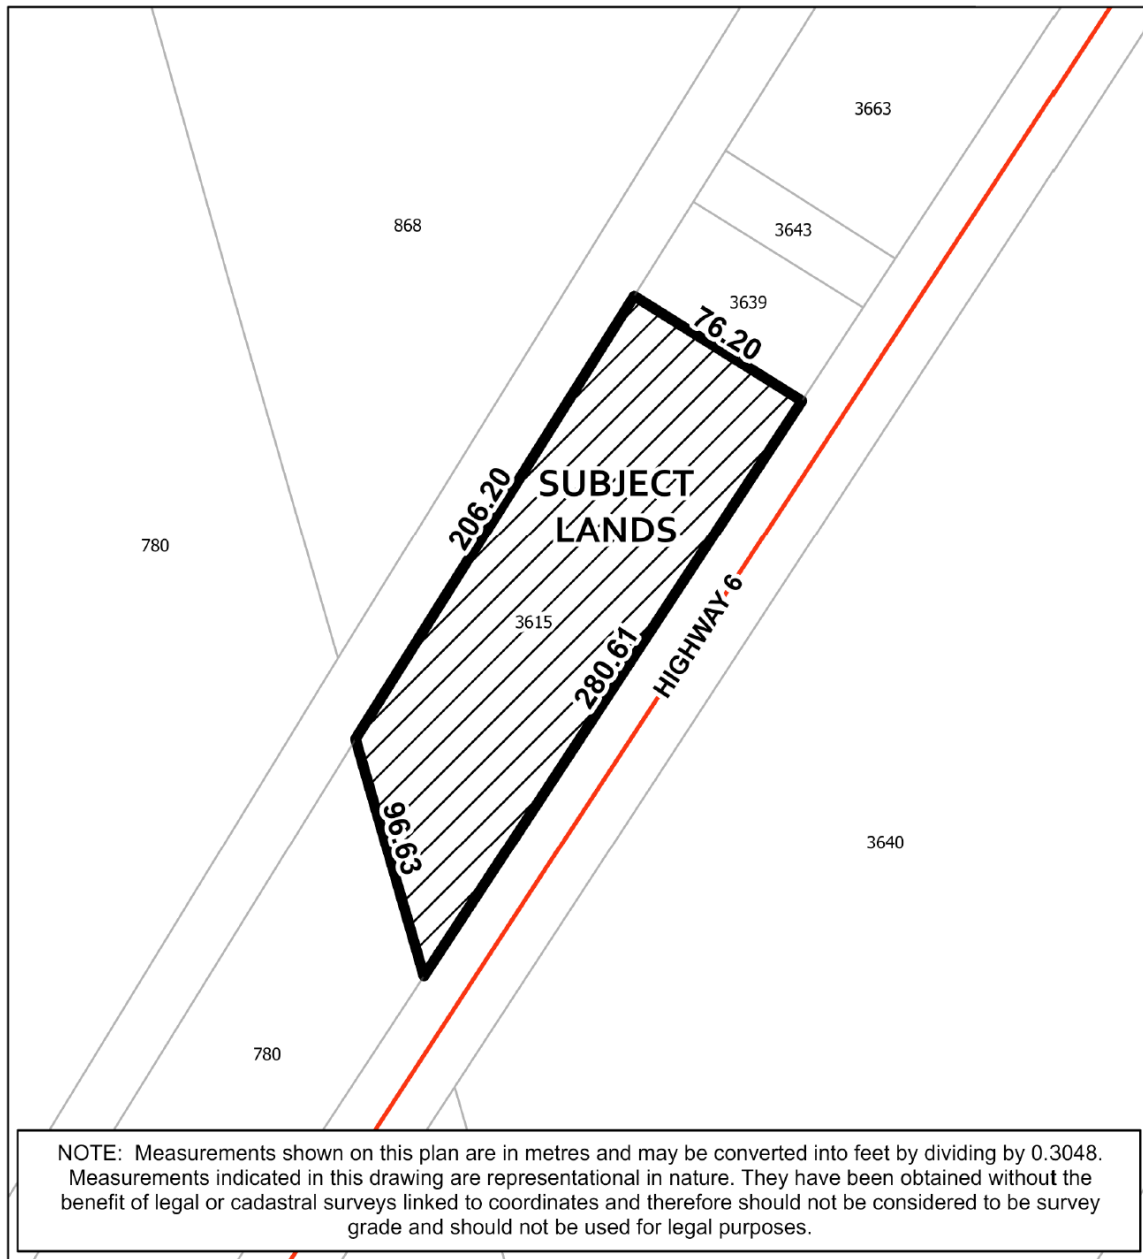 3663
868
3643
3639
76.20
206.20
SUBJECT
LANDS
780
3615
HIGHWAY 6
280.61
96.63
3640
780
NOTE: Measurements shown on this plan are in metres and may be converted into feet by dividing by 0.3048.
Measurements indicated in this drawing are representational in nature. They have been obtained without the
benefit of legal or cadastral surveys linked to coordinates and therefore should not be considered to be survey
grade and should not be used for legal purposes.